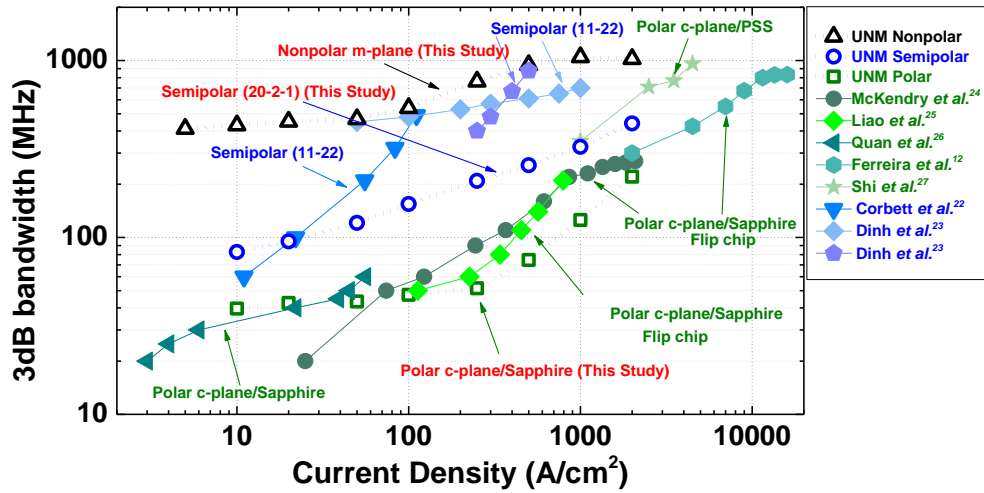 1000
100
10
3dB bandwidth (MHz)
10
100
1000
10000
Current Density (A/cm²)
Semipolar (11-22)
Polar c-plane/PSS
Nonpolar m-plane (This Study)
Semipolar (20-2-1) (This Study)
Semipolar (11-22)
Polar c-plane/Sapphire
Flip chip
Polar c-plane/Sapphire
Flip chip
Polar c-plane/Sapphire (This Study)
Polar c-plane/Sapphire
UNM Nonpolar
UNM Semipolar
UNM Polar
McKendry et al.²⁴
Liao et al.²⁵
Quan et al.²⁶
Ferreira et al.¹²
Shi et al.²⁷
Corbett et al.²²
Dinh et al.²³
Dinh et al.²³